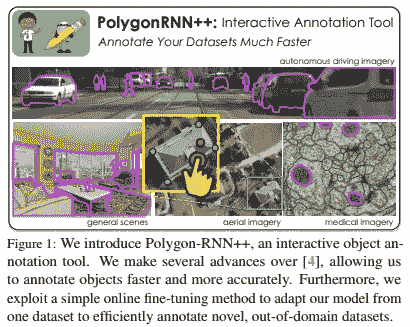 PolygonRNN++: Interactive Annotation Tool
Annotate Your Datasets Much Faster
autonomous driving imagery
general scenes
aerial imagery
medical imagery
Figure 1: We introduce Polygon-RNN++, an interactive object an-
notation tool. We make several advances over [4], allowing us
to annotate objects faster and more accurately. Furthermore, we
exploit a simple online fine-tuning method to adapt our model from
one dataset to efficiently annotate novel, out-of-domain datasets.